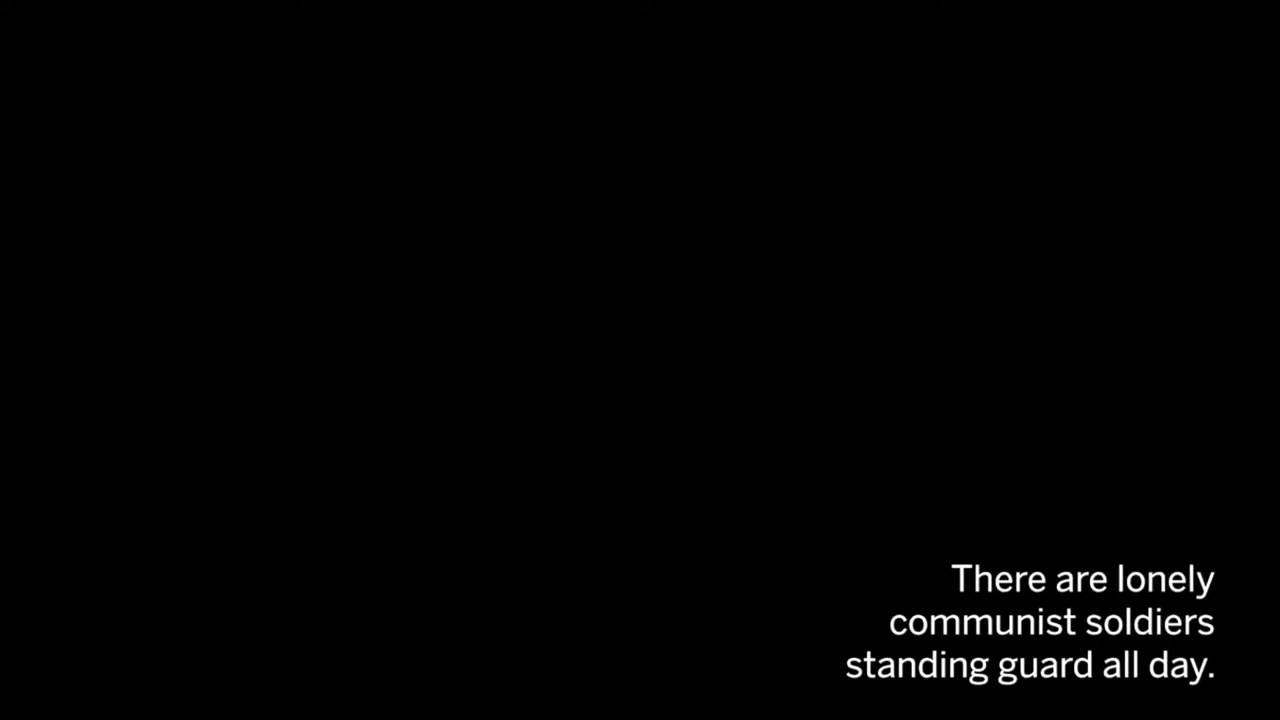 There are lonely
communist soldiers
standing guard all day.